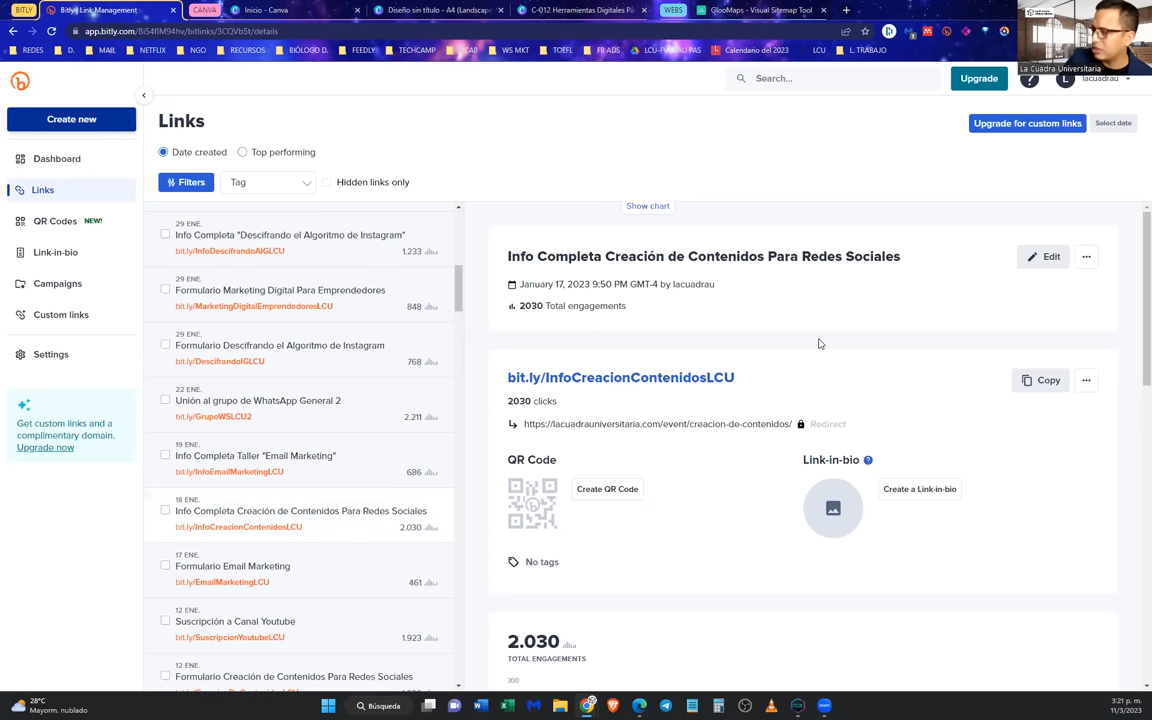 BITLY
Bitly | Link Management
CANVA
Inicio - Canva
Diseño sin título - A4 (Landscap
C-012 Herramientas Digitales Pa
WEBS
GlooMaps - Visual Sitemap Tool
app.bitly.com/Bi54flM94hv/bitlinks/3CQVb5t/details
REDES
D.
MAIL
NETFLIX
NGO
RECURSOS
BIÓLOGO D.
FEEDLY
TECHCAMP
WS MKT
TOEFL
FB ADS
LCU-FW
Calendario del 2023
LCU
L. TRABAJO
La Cuadra Universitaria
Search...
Upgrade
?
L
lacuadrau
Create new
Links
Upgrade for custom links
Select date
Dashboard
Links
QR Codes NEW!
Link-in-bio
Campaigns
Custom links
Settings
Get custom links and a
complimentary domain.
Upgrade now
Date created
Top performing
Filters
Tag
Hidden links only
29 ENE.
Info Completa "Descifrando el Algoritmo de Instagram"
bit.ly/InfoDescifrandoAIGLCU 1.233
29 ENE.
Formulario Marketing Digital Para Emprendedores
bit.ly/MarketingDigitalEmprendedoresLCU 848
29 ENE.
Formulario Descifrando el Algoritmo de Instagram
bit.ly/DescifrandoIGLCU 768
22 ENE.
Unión al grupo de WhatsApp General 2
bit.ly/GrupoWSLCU2 2.211
19 ENE.
Info Completa Taller "Email Marketing"
bit.ly/InfoEmailMarketingLCU 686
18 ENE.
Info Completa Creación de Contenidos Para Redes Sociales
bit.ly/InfoCreacionContenidosLCU 2.030
17 ENE.
Formulario Email Marketing
bit.ly/EmailMarketingLCU 461
12 ENE.
Suscripción a Canal Youtube
bit.ly/SuscripcionYoutubeLCU 1.923
12 ENE.
Formulario Creación de Contenidos Para Redes Sociales
Show chart
Info Completa Creación de Contenidos Para Redes Sociales
Edit
January 17, 2023 9:50 PM GMT-4 by lacuadrau
2030 Total engagements
bit.ly/InfoCreacionContenidosLCU
Copy
2030 clicks
https://lacuadrauniversitaria.com/event/creacion-de-contenidos/ Redirect
QR Code
Create QR Code
Link-in-bio ?
Create a Link-in-bio
No tags
2.030
TOTAL ENGAGEMENTS
300
28°C
Mayorm. nublado
Búsqueda
3:21 p. m.
11/3/2023